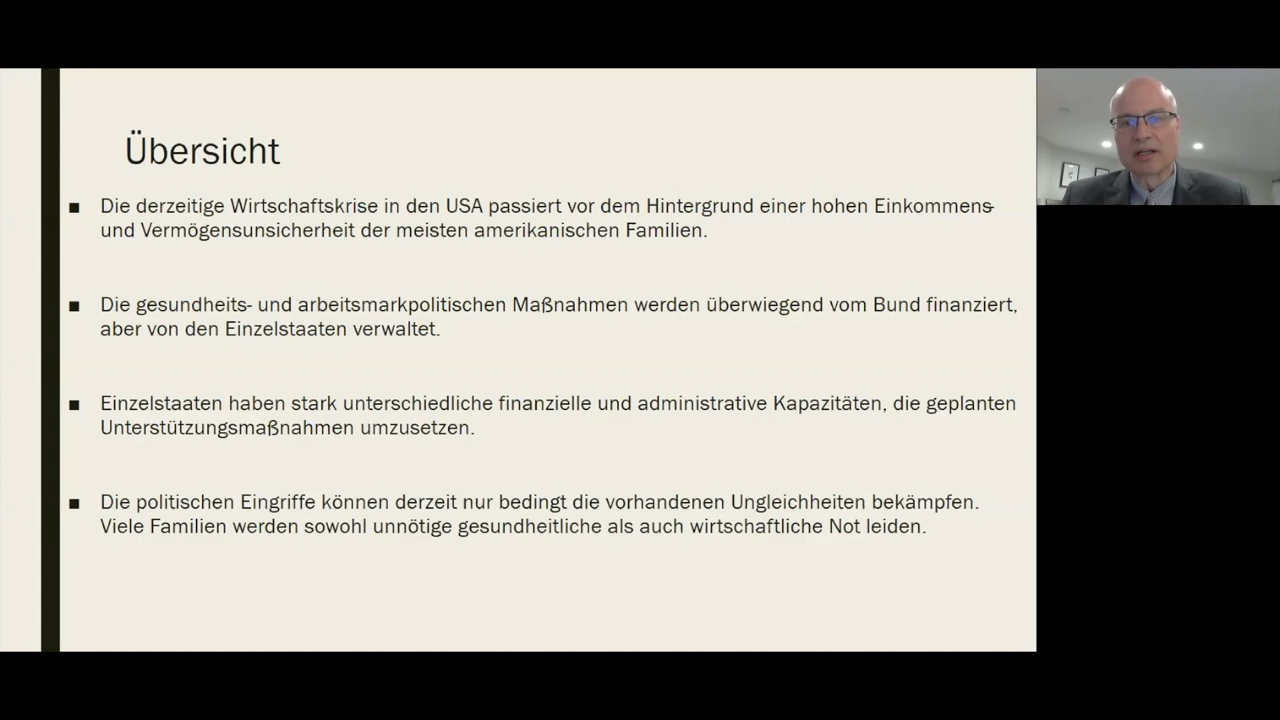 Übersicht
■ Die derzeitige Wirtschaftskrise in den USA passiert vor dem Hintergrund einer hohen Einkommens-
und Vermögensunsicherheit der meisten amerikanischen Familien.
■ Die gesundheits- und arbeitsmarkpolitischen Maßnahmen werden überwiegend vom Bund finanziert,
aber von den Einzelstaaten verwaltet.
■ Einzelstaaten haben stark unterschiedliche finanzielle und administrative Kapazitäten, die geplanten
Unterstützungsmaßnahmen umzusetzen.
■ Die politischen Eingriffe können derzeit nur bedingt die vorhandenen Ungleichheiten bekämpfen.
Viele Familien werden sowohl unnötige gesundheitliche als auch wirtschaftliche Not leiden.